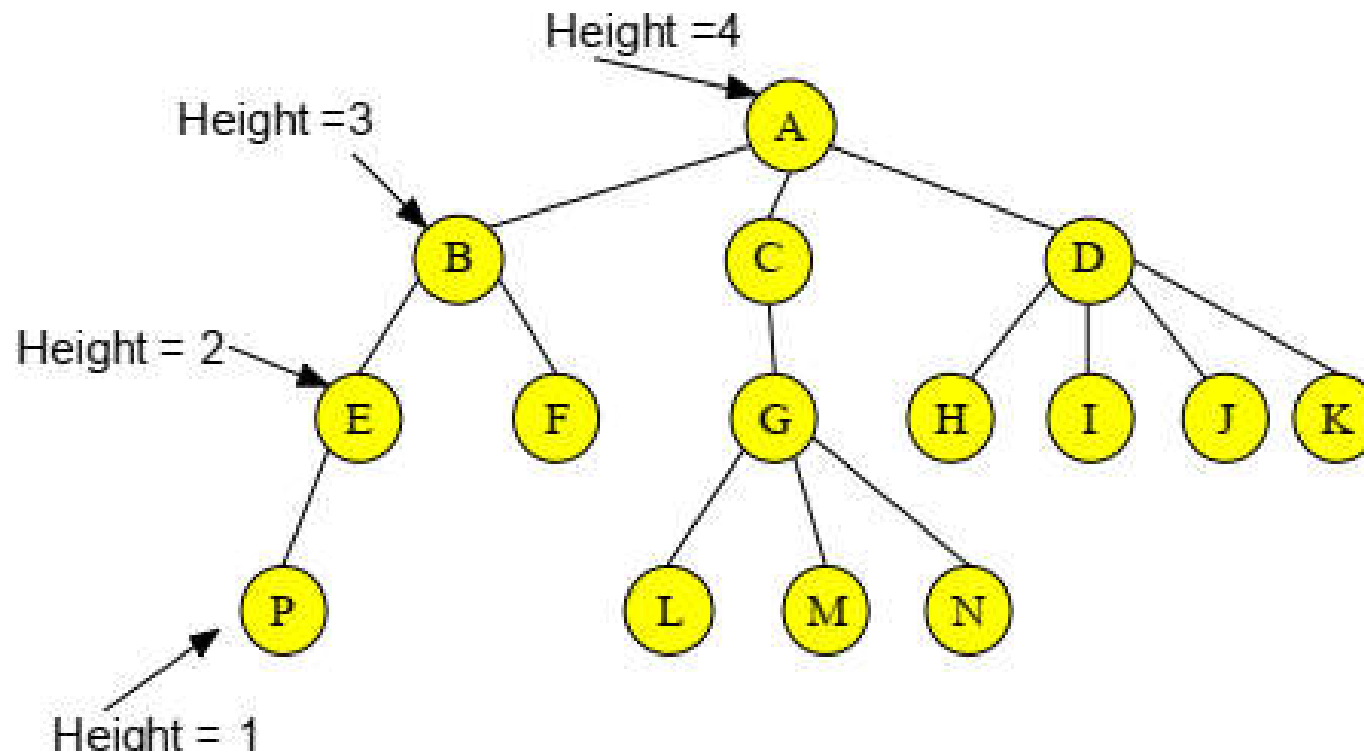 Height =4
A
Height =3
B
C
D
Height = 2
E
F
G
H
I
J
K
P
L
M
N
Height = 1